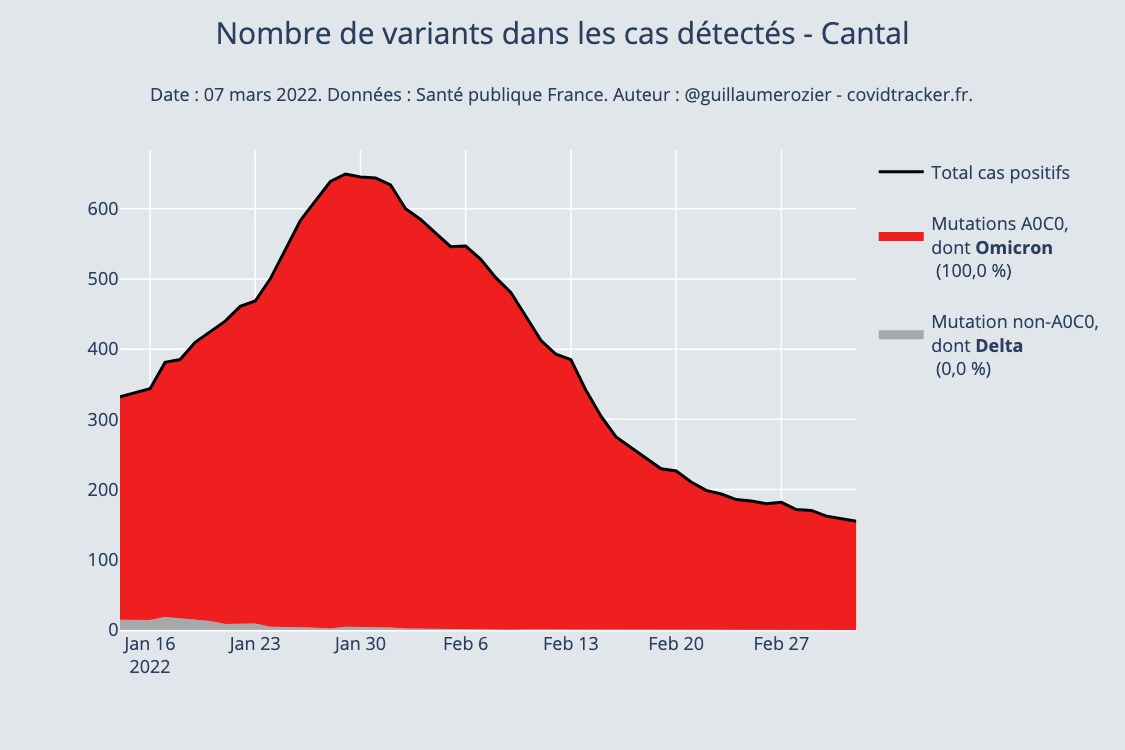 Nombre de variants dans les cas détectés - Cantal
Date : 07 mars 2022. Données : Santé publique France. Auteur : @guillaumerozier - covidtracker.fr.
Total cas positifs
Mutations A0C0,
dont Omicron
(100,0 %)
Mutation non-A0C0,
dont Delta
(0,0 %)
600
500
400
300
200
100
0
Jan 16 Jan 23 Jan 30 Feb 6 Feb 13 Feb 20 Feb 27
2022